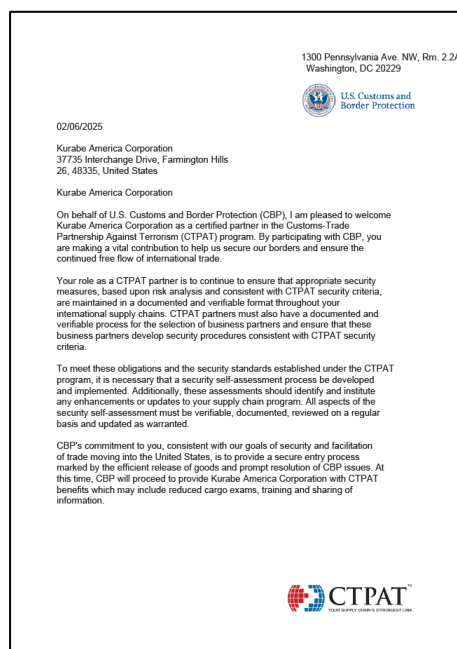 1300 Pennsylvania Ave. NW, Rm. 2.2A
Washington, DC 20229
U.S. Customs and
Border Protection
02/06/2025
Kurabe America Corporation
37735 Interchange Drive, Farmington Hills
26, 48335, United States
Kurabe America Corporation
On behalf of U.S. Customs and Border Protection (CBP), I am pleased to welcome
Kurabe America Corporation as a certified partner in the Customs-Trade
Partnership Against Terrorism (CTPAT) program. By participating with CBP, you
are making a vital contribution to help us secure our borders and ensure the
continued free flow of international trade.
Your role as a CTPAT partner is to continue to ensure that appropriate security
measures, based upon risk analysis and consistent with CTPAT security criteria,
are maintained in a documented and verifiable format throughout your
international supply chains. CTPAT partners must also have a documented and
verifiable process for the selection of business partners and ensure that these
business partners develop security procedures consistent with CTPAT security
criteria.
To meet these obligations and the security standards established under the CTPAT
program, it is necessary that a security self-assessment process be developed
and implemented. Additionally, these assessments should identify and institute
any enhancements or updates to your supply chain program. All aspects of the
security self-assessment must be verifiable, documented, reviewed on a regular
basis and updated as warranted.
CBP's commitment to you, consistent with our goals of security and facilitation
of trade moving into the United States, is to provide a secure entry process
marked by the efficient release of goods and prompt resolution of CBP issues. At
this time, CBP will proceed to provide Kurabe America Corporation with CTPAT
benefits which may include reduced cargo exams, training and sharing of
information.
CTPAT™
YOUR SUPPLY CHAIN'S STRONGEST LINK.